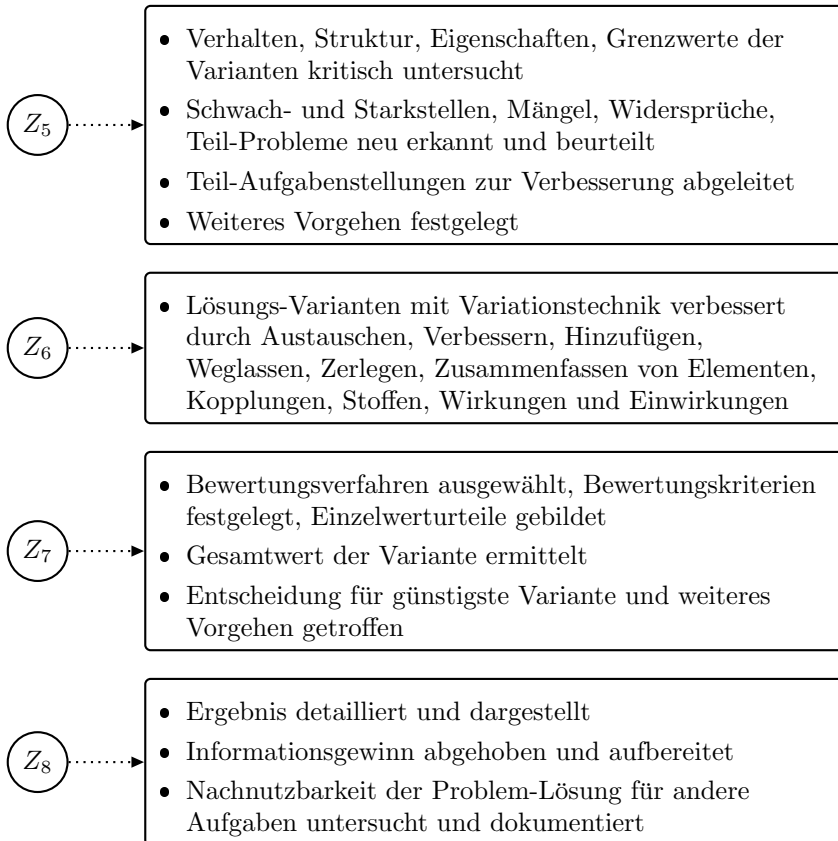 Z5
• Verhalten, Struktur, Eigenschaften, Grenzwerte der
Varianten kritisch untersucht
• Schwach- und Starkstellen, Mängel, Widersprüche,
Teil-Probleme neu erkannt und beurteilt
• Teil-Aufgabenstellungen zur Verbesserung abgeleitet
• Weiteres Vorgehen festgelegt
Z6
• Lösungs-Varianten mit Variationstechnik verbessert
durch Austauschen, Verbessern, Hinzufügen,
Weglassen, Zerlegen, Zusammenfassen von Elementen,
Kopplungen, Stoffen, Wirkungen und Einwirkungen
Z7
• Bewertungsverfahren ausgewählt, Bewertungskriterien
festgelegt, Einzelwerturteile gebildet
• Gesamtwert der Variante ermittelt
• Entscheidung für günstigste Variante und weiteres
Vorgehen getroffen
Z8
• Ergebnis detailliert und dargestellt
• Informationsgewinn abgehoben und aufbereitet
• Nachnutzbarkeit der Problem-Lösung für andere
Aufgaben untersucht und dokumentiert